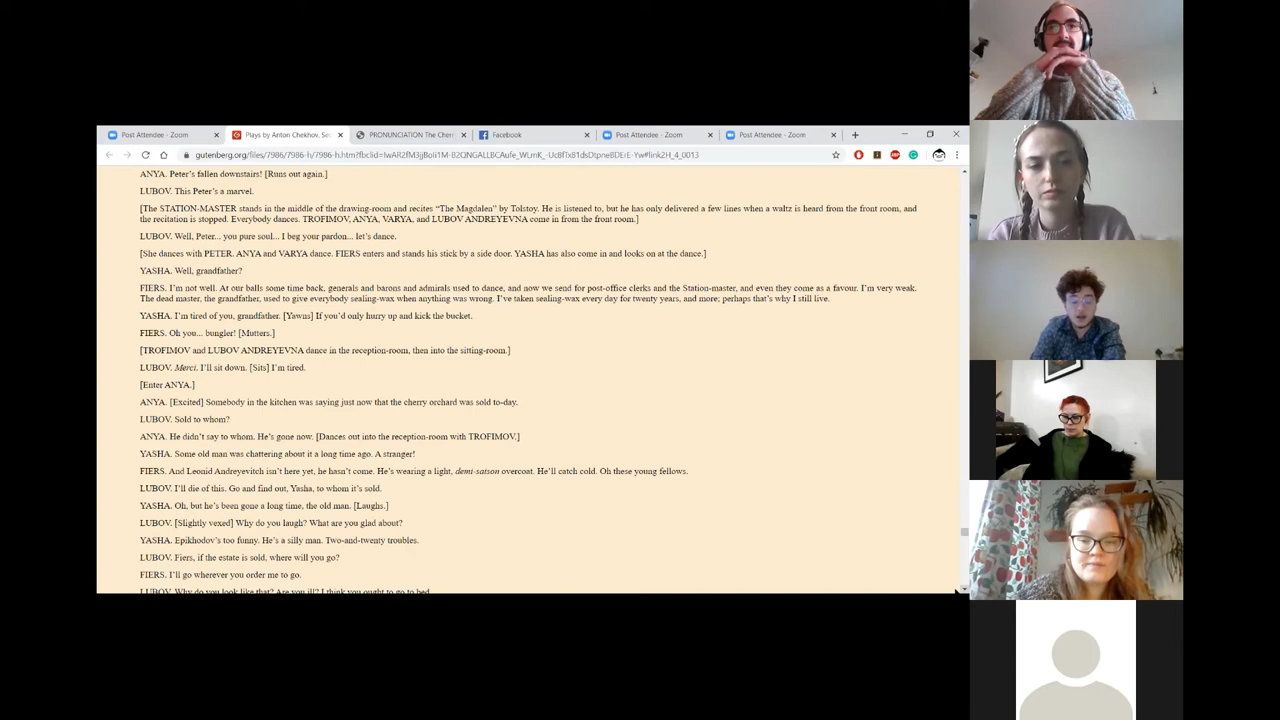 Post Attendee - Zoom
Plays by Anton Chekhov, Sec
PRONUNCIATION The Cherr
Facebook
Post Attendee - Zoom
Post Attendee - Zoom
ANYA. Peter's fallen downstairs! [Runs out again.]
LUBOV. This Peter's a marvel.
[The STATION-MASTER stands in the middle of the drawing-room and recites “The Magdalen” by Tolstoy. He is listened to, but he has only delivered a few lines when a waltz is heard from the front room, and
the recitation is stopped. Everybody dances. TROFIMOV, ANYA, VARYA, and LUBOV ANDREYEVNA come in from the front room.]
LUBOV. Well, Peter... you pure soul... I beg your pardon... let's dance.
[She dances with PETER. ANYA and VARYA dance. FIERS enters and stands his stick by a side door. YASHA has also come in and looks on at the dance.]
YASHA. Well, grandfather?
FIERS. I'm not well. At our balls some time back, generals and barons and admirals used to dance, and now we send for post-office clerks and the Station-master, and even they come as a favour. I'm very weak.
The dead master, the grandfather, used to give everybody sealing-wax when anything was wrong. I've taken sealing-wax every day for twenty years, and more; perhaps that's why I still live.
YASHA. I'm tired of you, grandfather. [Yawns] If you'd only hurry up and kick the bucket.
FIERS. Oh you... bungler! [Mutters.]
[TROFIMOV and LUBOV ANDREYEVNA dance in the reception-room, then into the sitting-room.]
LUBOV. Merci. I'll sit down. [Sits] I'm tired.
[Enter ANYA.]
ANYA. [Excited] Somebody in the kitchen was saying just now that the cherry orchard was sold to-day.
LUBOV. Sold to whom?
ANYA. He didn't say to whom. He's gone now. [Dances out into the reception-room with TROFIMOV.]
YASHA. Some old man was chattering about it a long time ago. A stranger!
FIERS. And Leonid Andreyevitch isn't here yet, he hasn't come. He's wearing a light, demi-saison overcoat. He'll catch cold. Oh these young fellows.
LUBOV. I'll die of this. Go and find out, Yasha, to whom it's sold.
YASHA. Oh, but he's been gone a long time, the old man. [Laughs.]
LUBOV. [Slightly vexed] Why do you laugh? What are you glad about?
YASHA. Epikhodov's too funny. He's a silly man. Two-and-twenty troubles.
LUBOV. Fiers, if the estate is sold, where will you go?
FIERS. I'll go wherever you order me to go.
LUBOV. Why do you look like that? Are you ill? I think you ought to go to bed